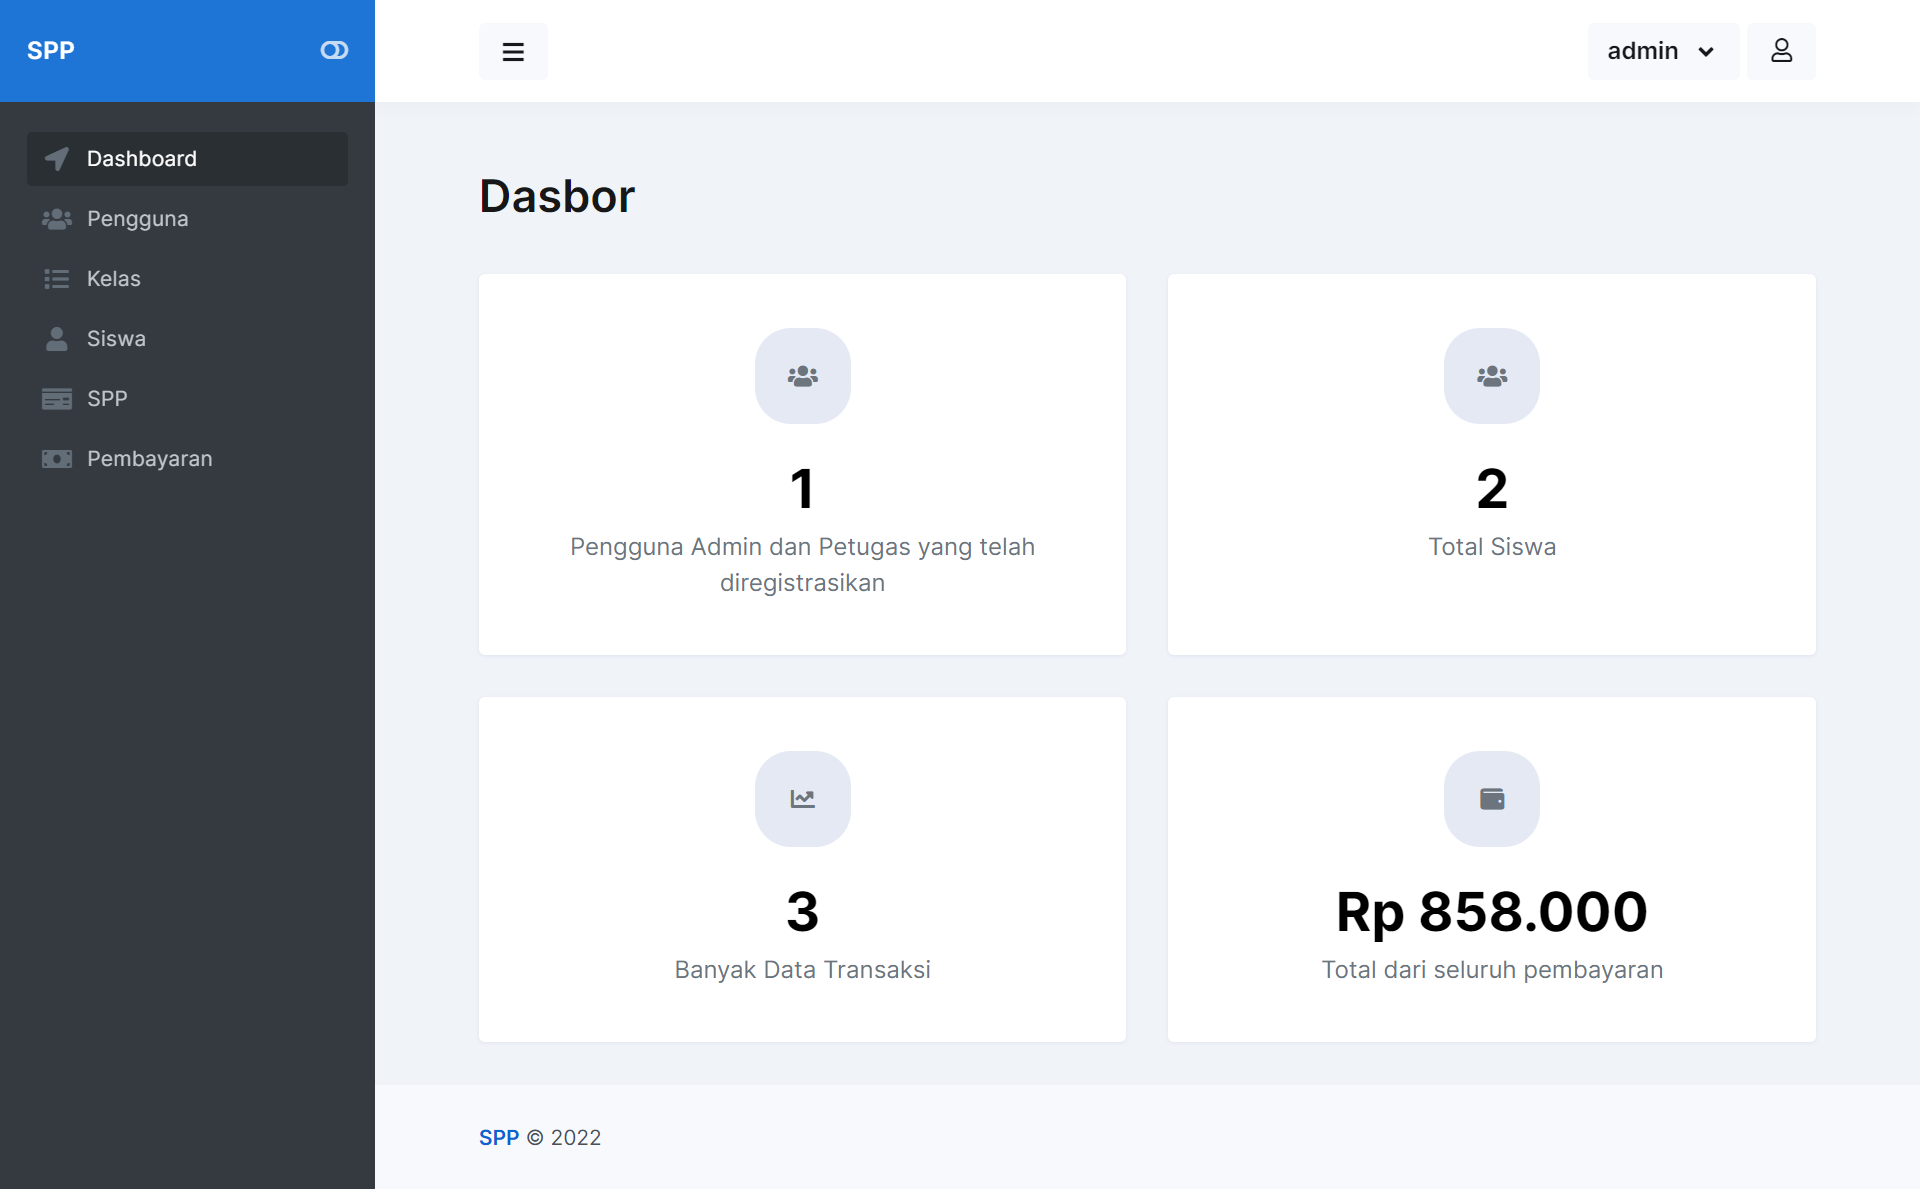 SPP
admin
Dashboard
Pengguna
Kelas
Siswa
SPP
Pembayaran
Dasbor
1
Pengguna Admin dan Petugas yang telah
diregistrasikan
2
Total Siswa
3
Banyak Data Transaksi
Rp 858.000
Total dari seluruh pembayaran
SPP © 2022